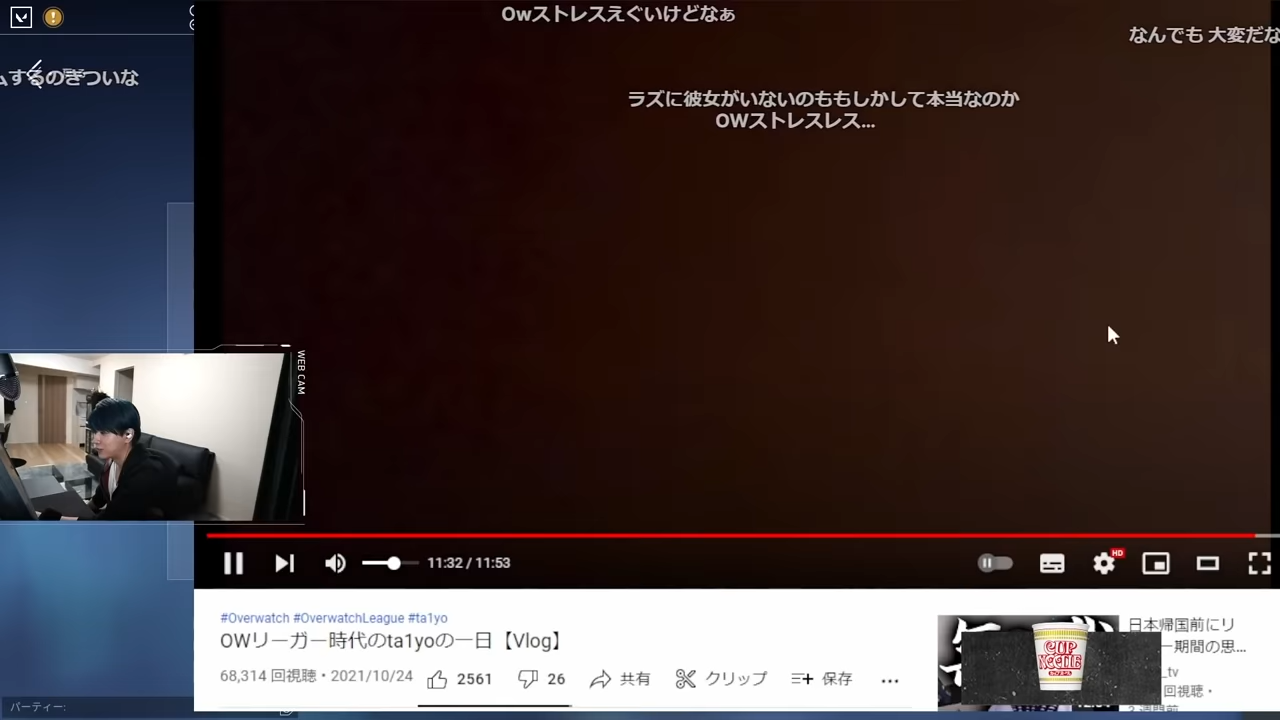 Owストレスえぐいけどなぁ
なんでも 大変だな
ムするのぎついな
ラズに彼女がいないのももしかして本当なのか
OWストレスレス...
WEB CAM
11:32 / 11:53
HD
#Overwatch #OverwatchLeague #ta1yo
OWリーガー時代のta1yoの一日【Vlog】
68,314 回視聴・2021/10/24
2561
26
共有
クリップ
保存
日本帰国前にリ
ー期間の思...
_tv
回視聴・
CUP NOODLE
パーティー: